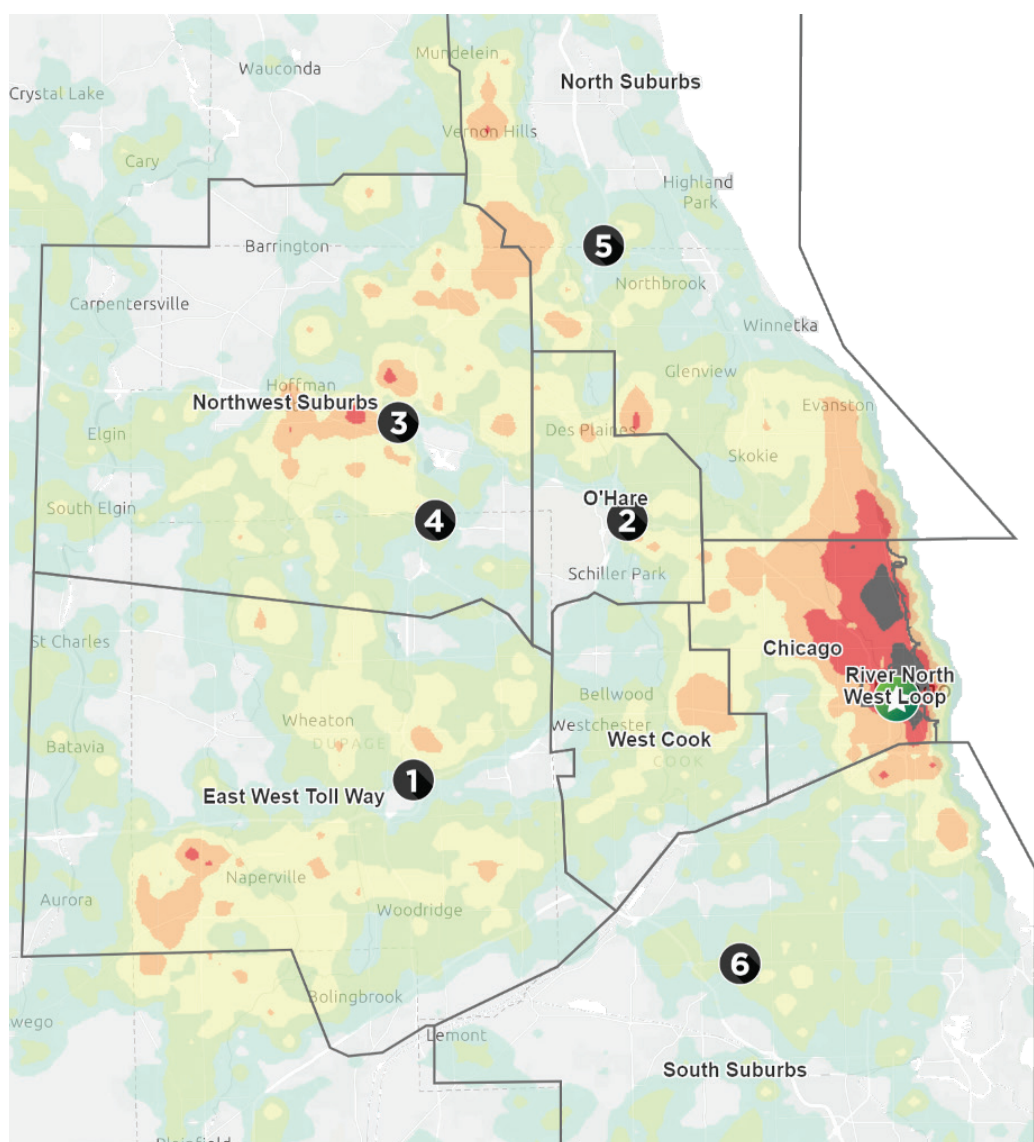 Mundelein
Wauconda
North Suburbs
Crystal Lake
Vernon Hills
Cary
Highland
Park
Barrington
5
Northbrook
Carpentersville
Winnetka
Glenview
Hoffman
Northwest Suburbs
3
Evanston
Elgin
Des Plaines
Skokie
O'Hare
South Elgin
4
2
Schiller Park
St Charles
Chicago
River North
Bellwood
West Loop
Wheaton
Westchester
DUPAGE
West Cook
Batavia
COOK
1
East West Toll Way
Naperville
Aurora
Woodridge
6
Bolingbrook
wego
Lemont
South Suburbs
Plainfield